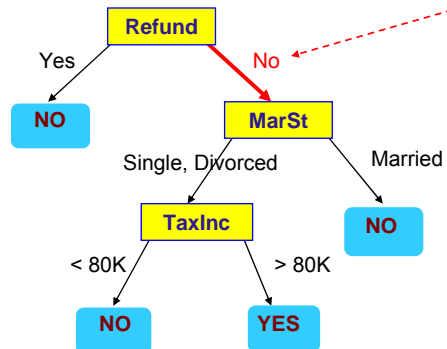 Refund
Yes
No
NO
MarSt
Single, Divorced
Married
TaxInc
NO
< 80K
> 80K
NO
YES